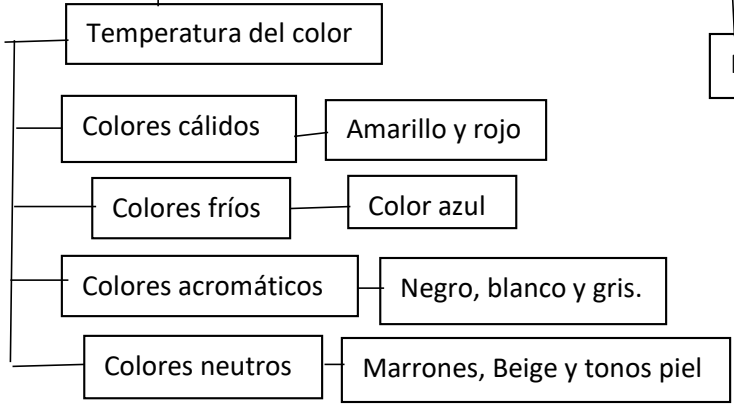 Temperatura del color
Colores cálidos
Amarillo y rojo
Colores fríos
Color azul
Colores acromáticos
Negro, blanco y gris.
Colores neutros
Marrones, Beige y tonos piel